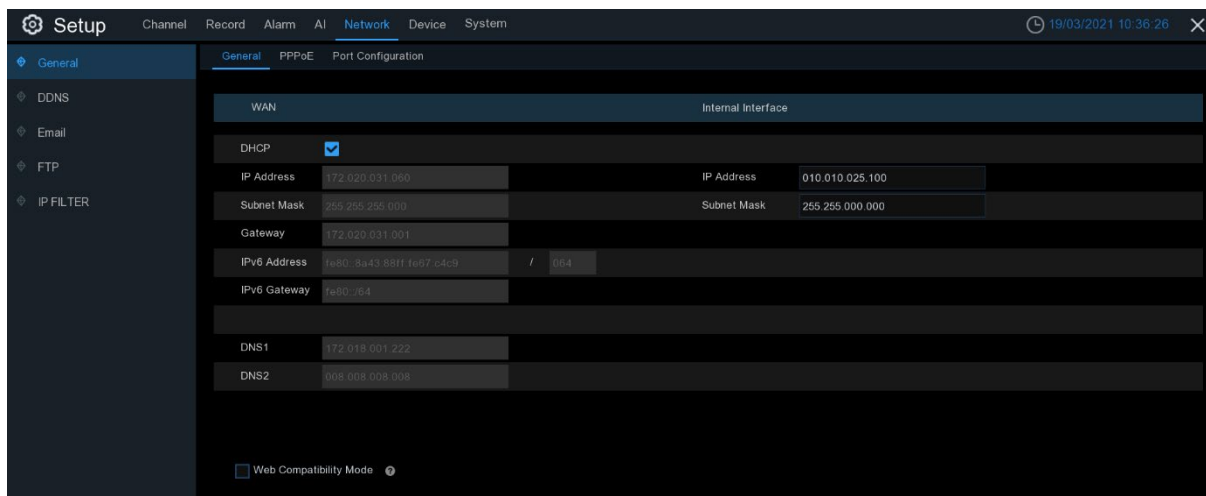 Setup Channel Record Alarm AI Network Device System 19/03/2021 10:36:26
General
DDNS
Email
FTP
IP FILTER
General PPPoE Port Configuration
WAN Internal Interface
DHCP
IP Address 172.020.031.060 IP Address 010.010.025.100
Subnet Mask 255.255.255.000 Subnet Mask 255.255.000.000
Gateway 172.020.031.001
IPv6 Address fe80::8a43:88ff:fe67:c4c9 / 064
IPv6 Gateway fe80::/64
DNS1 172.018.001.222
DNS2 008.008.008.008
Web Compatibility Mode ?